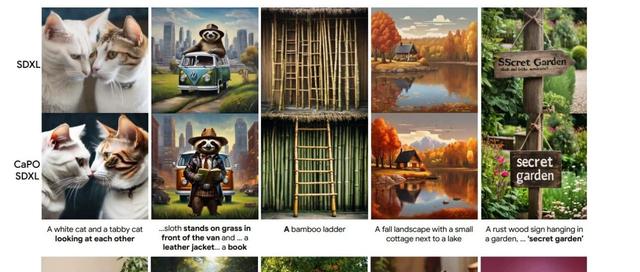 SDXL
SScret Garden
CaPO
SDXL
secret
garden
A white cat and a tabby cat
looking at each other
...sloth stands on grass in
front of the van and ... a
leather jacket... a book
A bamboo ladder
A fall landscape with a small
cottage next to a lake
A rust wood sign hanging in
a garden, ... 'secret garden'